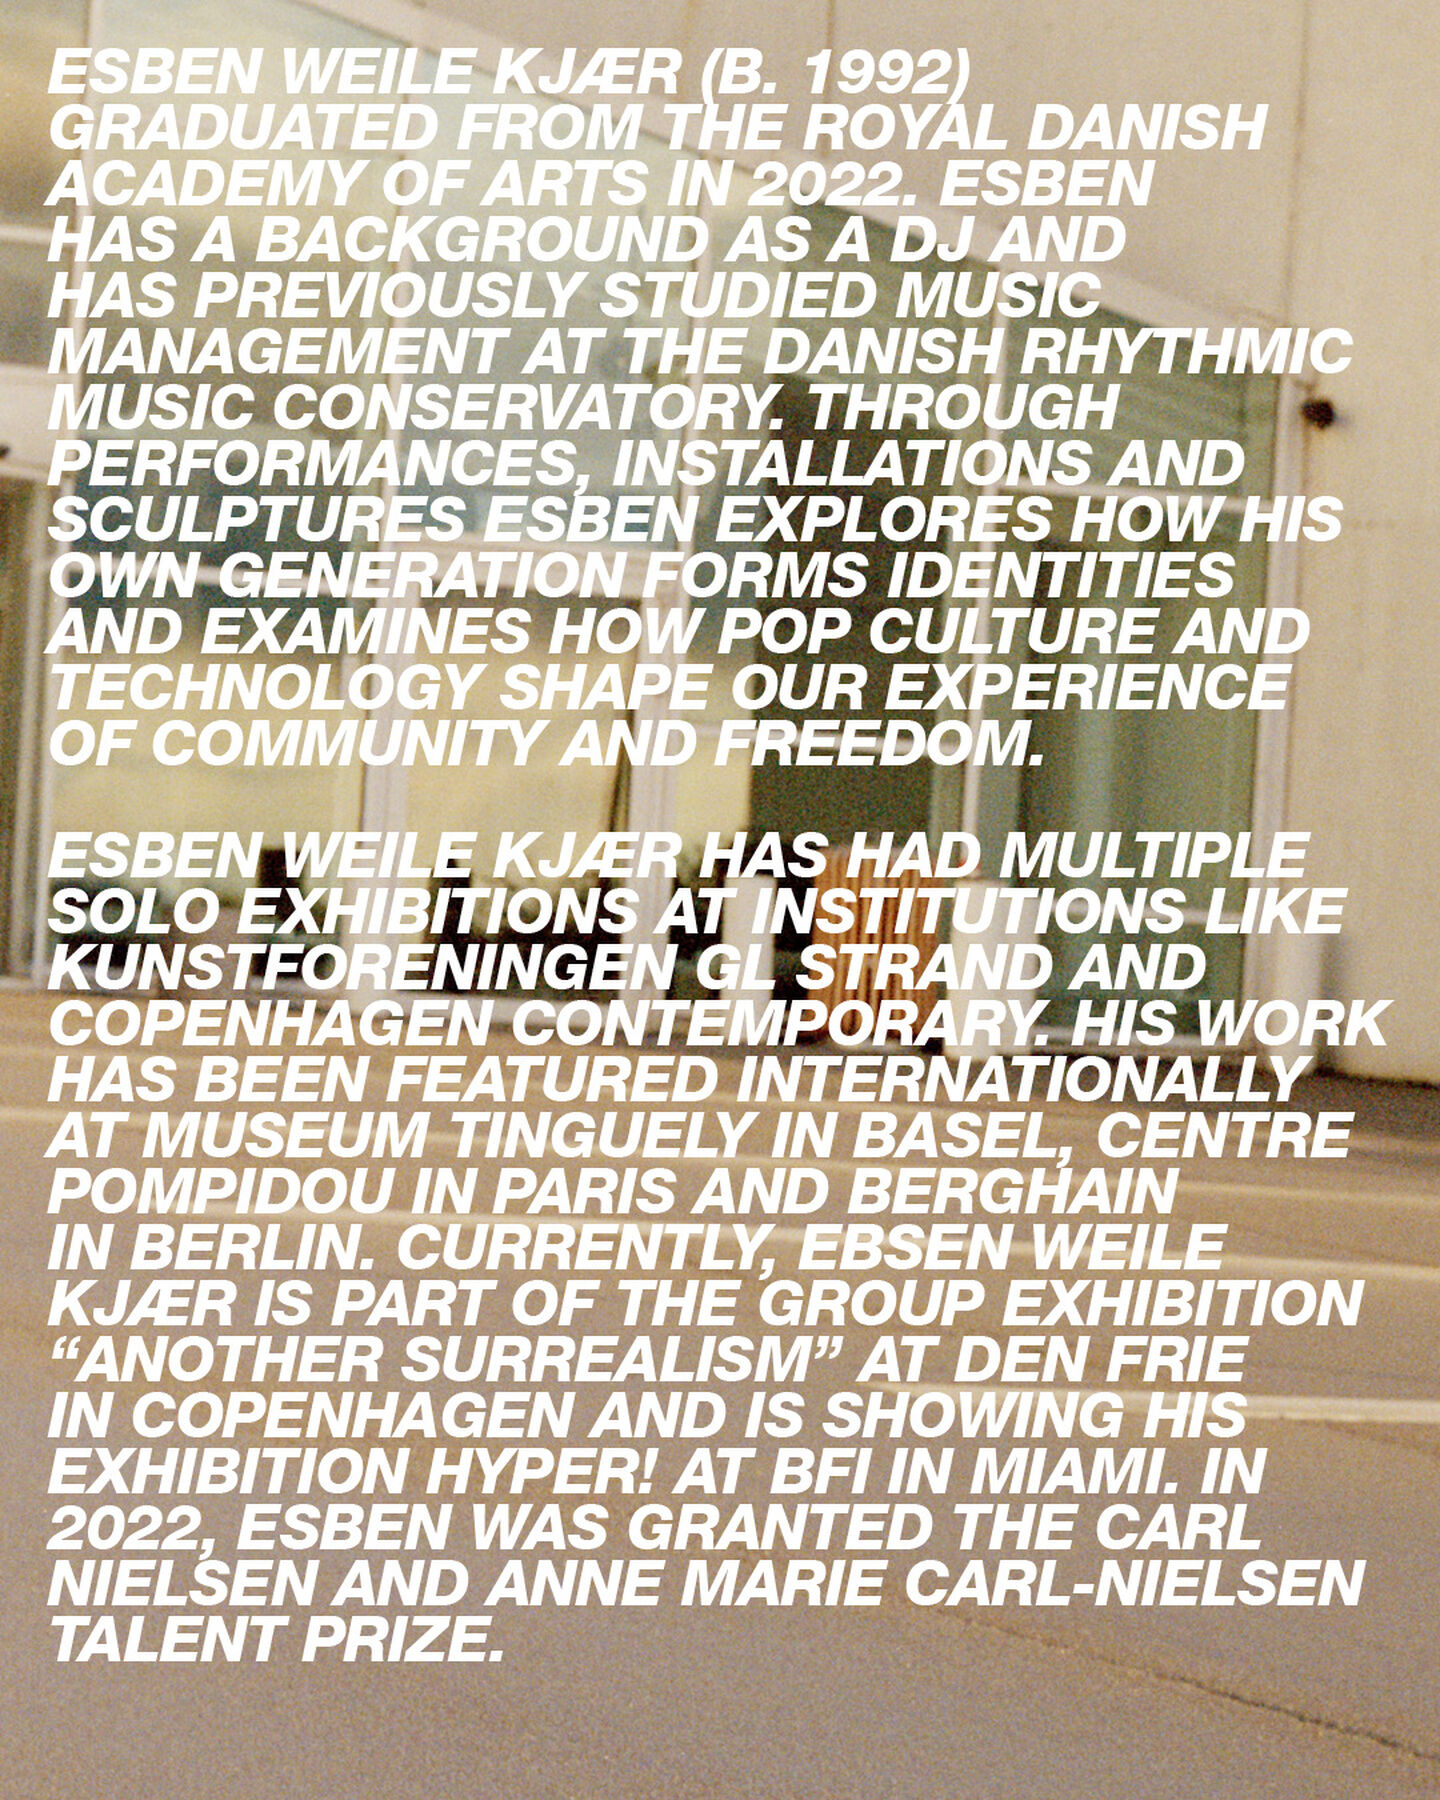 ESBEN WEILE KJÆR (B. 1992)
GRADUATED FROM THE ROYAL DANISH
ACADEMY OF ARTS IN 2022. ESBEN
HAS A BACKGROUND AS A DJ AND
HAS PREVIOUSLY STUDIED MUSIC
MANAGEMENT AT THE DANISH RHYTHMIC
MUSIC CONSERVATORY. THROUGH
PERFORMANCES, INSTALLATIONS AND
SCULPTURES ESBEN EXPLORES HOW HIS
OWN GENERATION FORMS IDENTITIES
AND EXAMINES HOW POP CULTURE AND
TECHNOLOGY SHAPE OUR EXPERIENCE
OF COMMUNITY AND FREEDOM.
ESBEN WEILE KJÆR HAS HAD MULTIPLE
SOLO EXHIBITIONS AT INSTITUTIONS LIKE
KUNSTFORENINGEN GL STRAND AND
COPENHAGEN CONTEMPORARY. HIS WORK
HAS BEEN FEATURED INTERNATIONALLY
AT MUSEUM TINGUELY IN BASEL, CENTRE
POMPIDOU IN PARIS AND BERGHAIN
IN BERLIN. CURRENTLY, EBSEN WEILE
KJÆR IS PART OF THE GROUP EXHIBITION
“ANOTHER SURREALISM” AT DEN FRIE
IN COPENHAGEN AND IS SHOWING HIS
EXHIBITION HYPER! AT BFI IN MIAMI. IN
2022, ESBEN WAS GRANTED THE CARL
NIELSEN AND ANNE MARIE CARL-NIELSEN
TALENT PRIZE.